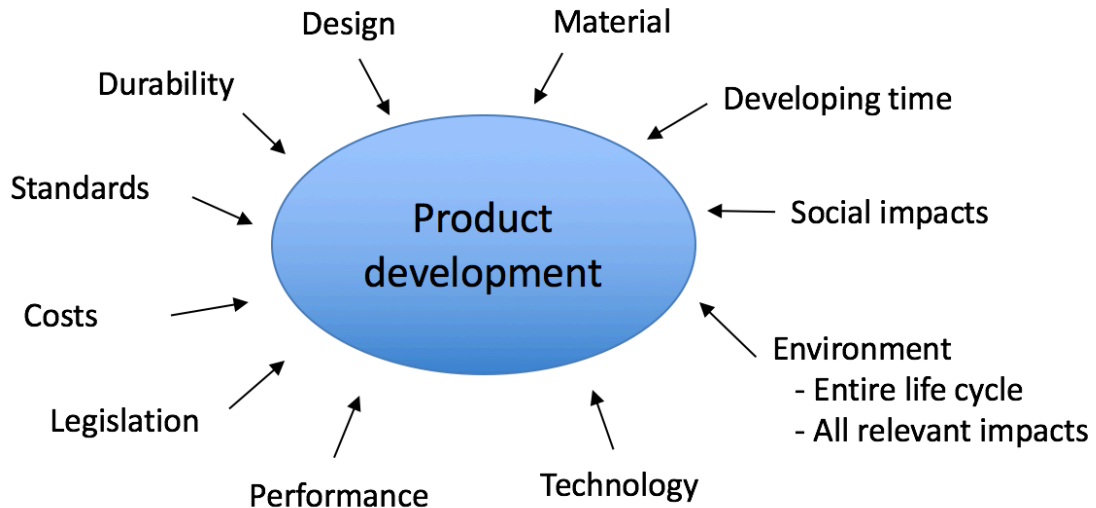 Design
Material
Durability
Developing time
Standards
Social impacts
Product
development
Costs
Environment
- Entire life cycle
- All relevant impacts
Legislation
Performance
Technology